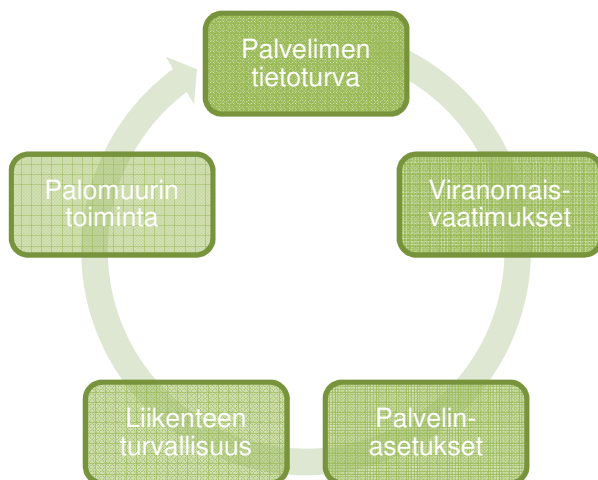 Palvelimen
tietoturva
Viranomais-
vaatimukset
Palvelin-
asetukset
Liikenteen
turvallisuus
Palomuurin
toiminta